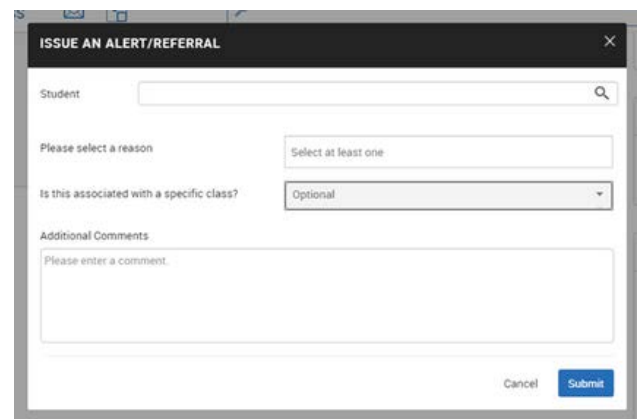 ISSUE AN ALERT/REFERRAL
Student
Please select a reason
Select at least one
Is this associated with a specific class?
Optional
Additional Comments
Please enter a comment.
Cancel
Submit